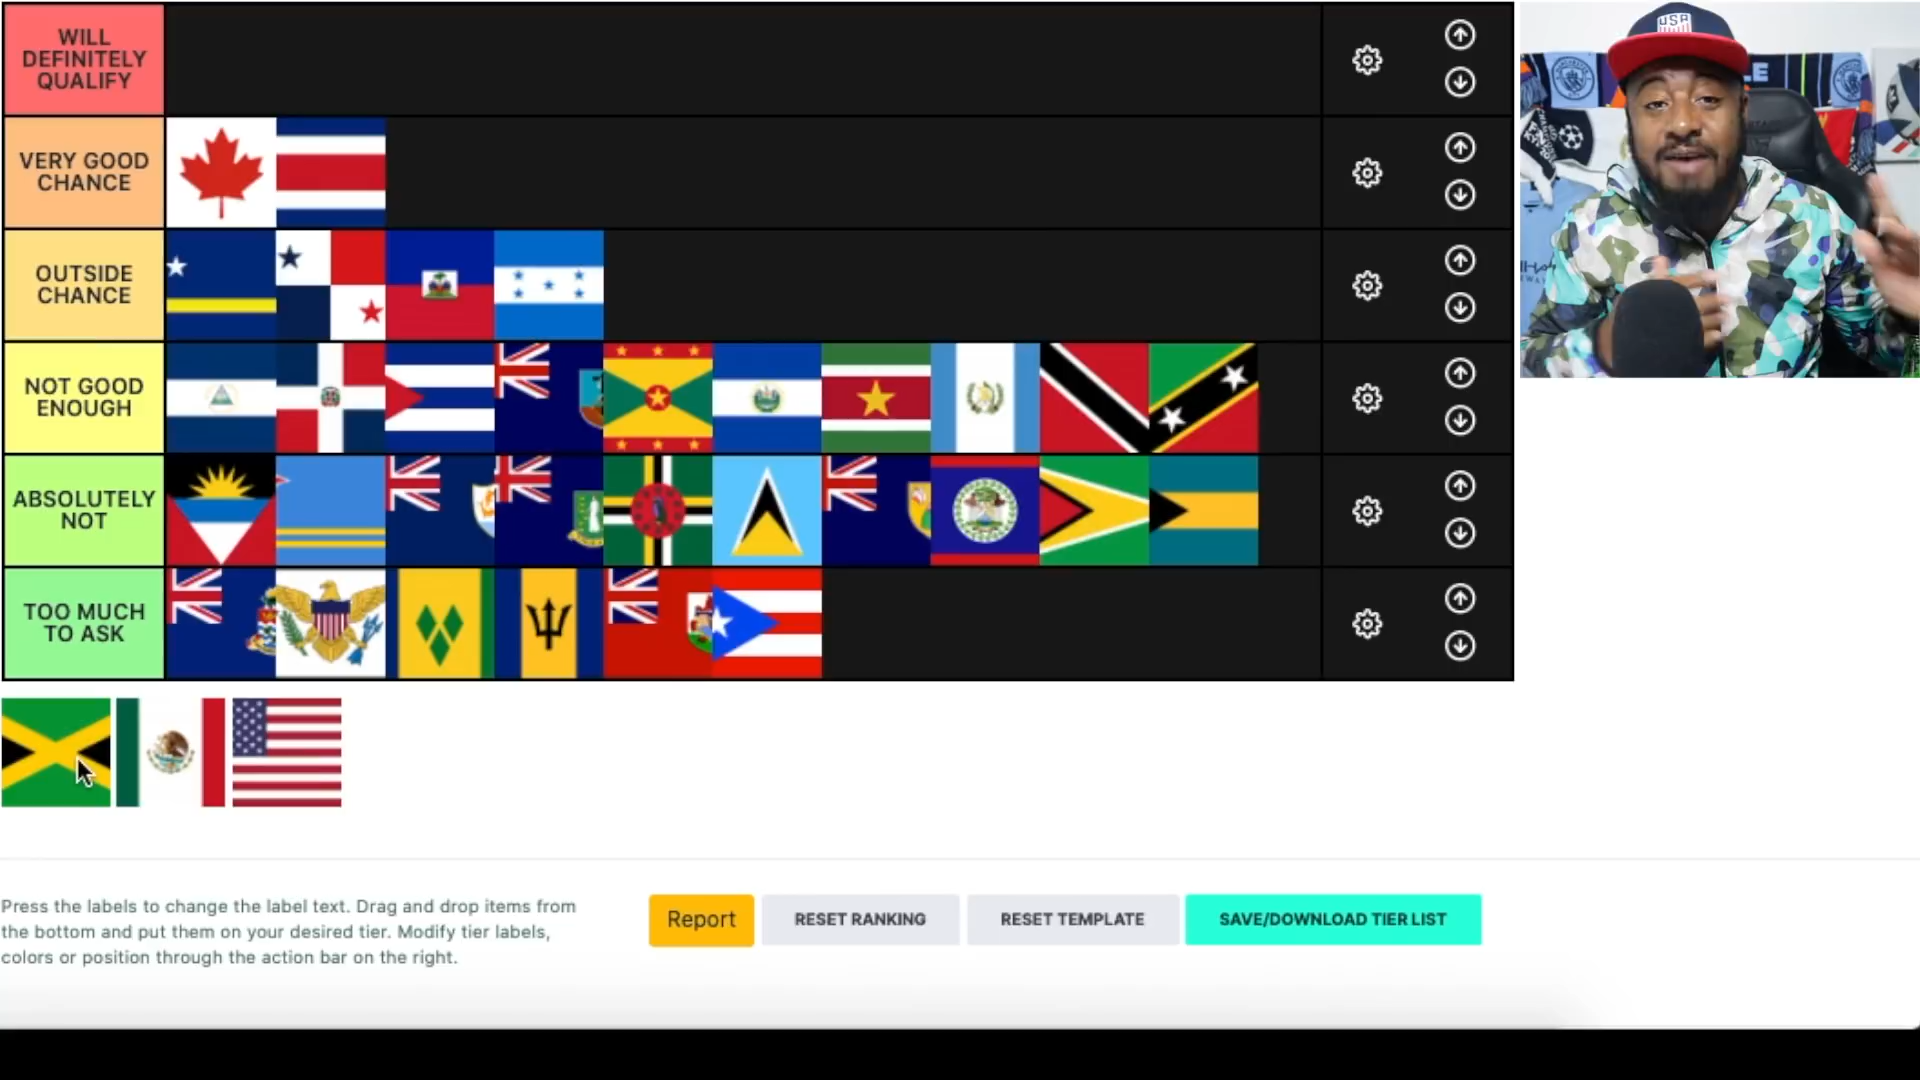 WILL
DEFINITELY
QUALIFY
VERY GOOD
CHANCE
OUTSIDE
CHANCE
NOT GOOD
ENOUGH
ABSOLUTELY
NOT
TOO MUCH
TO ASK
USA
Press the labels to change the label text. Drag and drop items from
the bottom and put them on your desired tier. Modify tier labels,
colors or position through the action bar on the right.
Report
RESET RANKING
RESET TEMPLATE
SAVE/DOWNLOAD TIER LIST